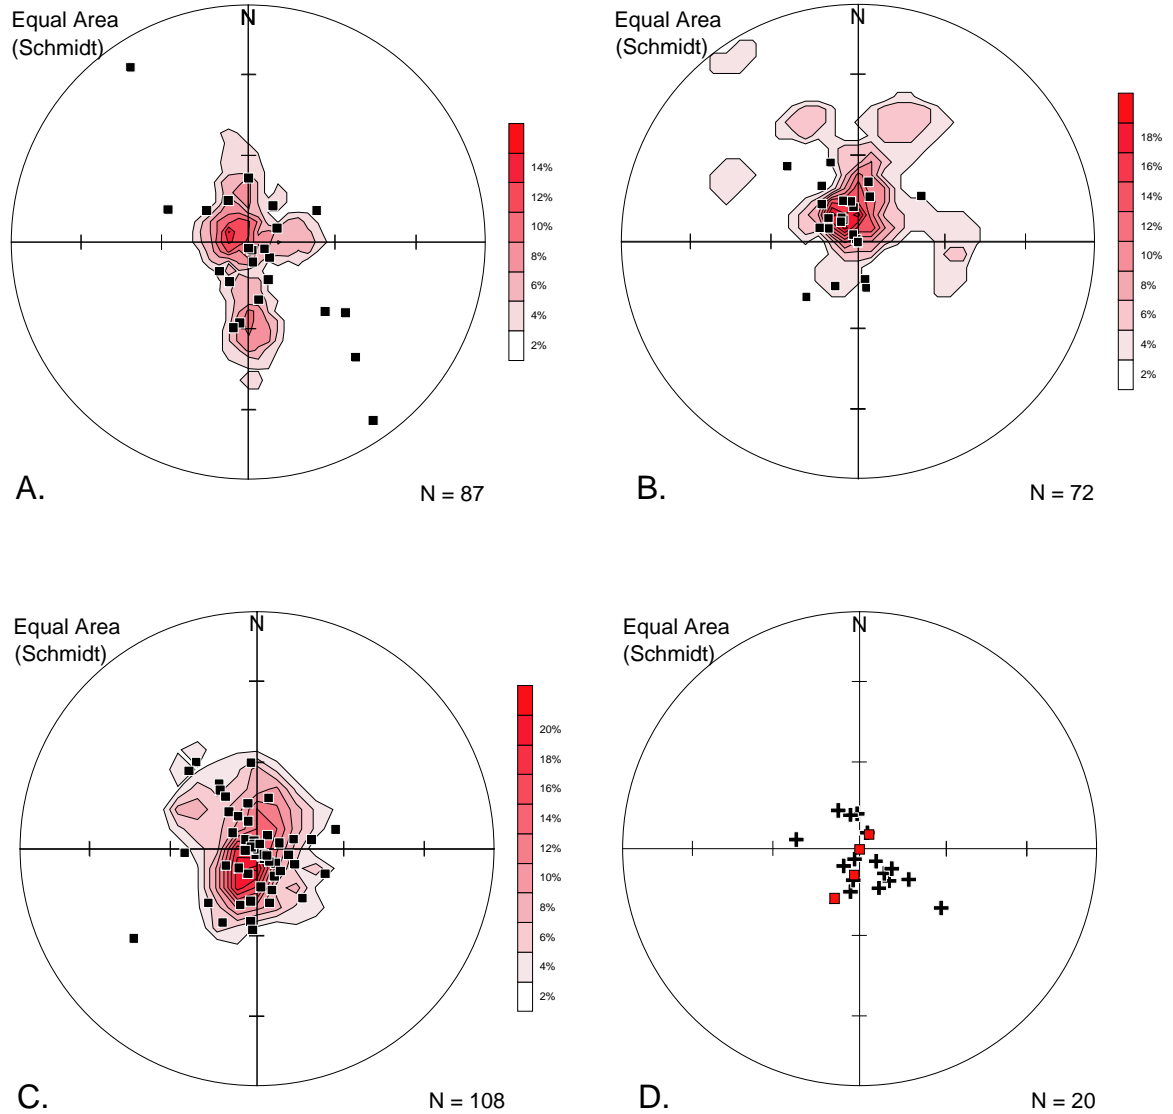 Equal Area
(Schmidt)
N
14%
12%
10%
8%
6%
4%
2%
A.
N = 87
Equal Area
(Schmidt)
N
18%
16%
14%
12%
10%
8%
6%
4%
2%
B.
N = 72
Equal Area
(Schmidt)
N
20%
18%
16%
14%
12%
10%
8%
6%
4%
2%
C.
N = 108
Equal Area
(Schmidt)
N
D.
N = 20